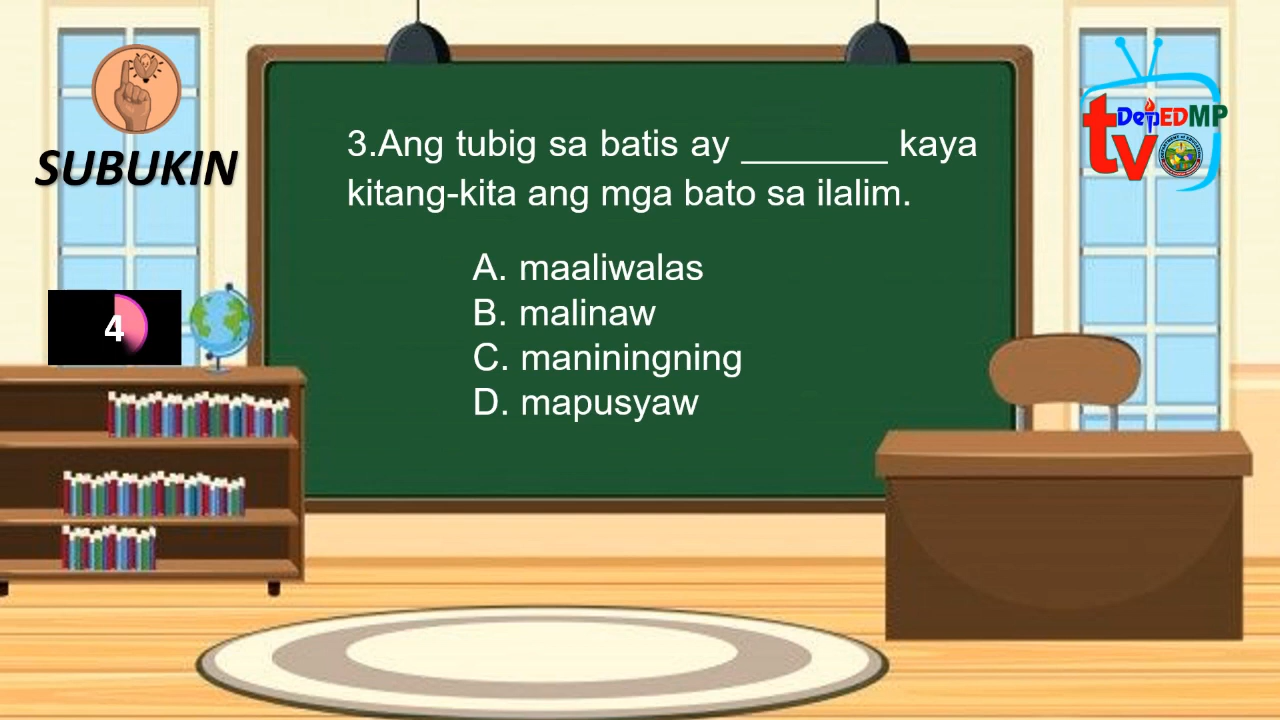 SUBUKIN
tv DepEDMP
3.Ang tubig sa batis ay _______ kaya
kitang-kita ang mga bato sa ilalim.
A. maaliwalas
B. malinaw
C. maniningning
D. mapusyaw
4